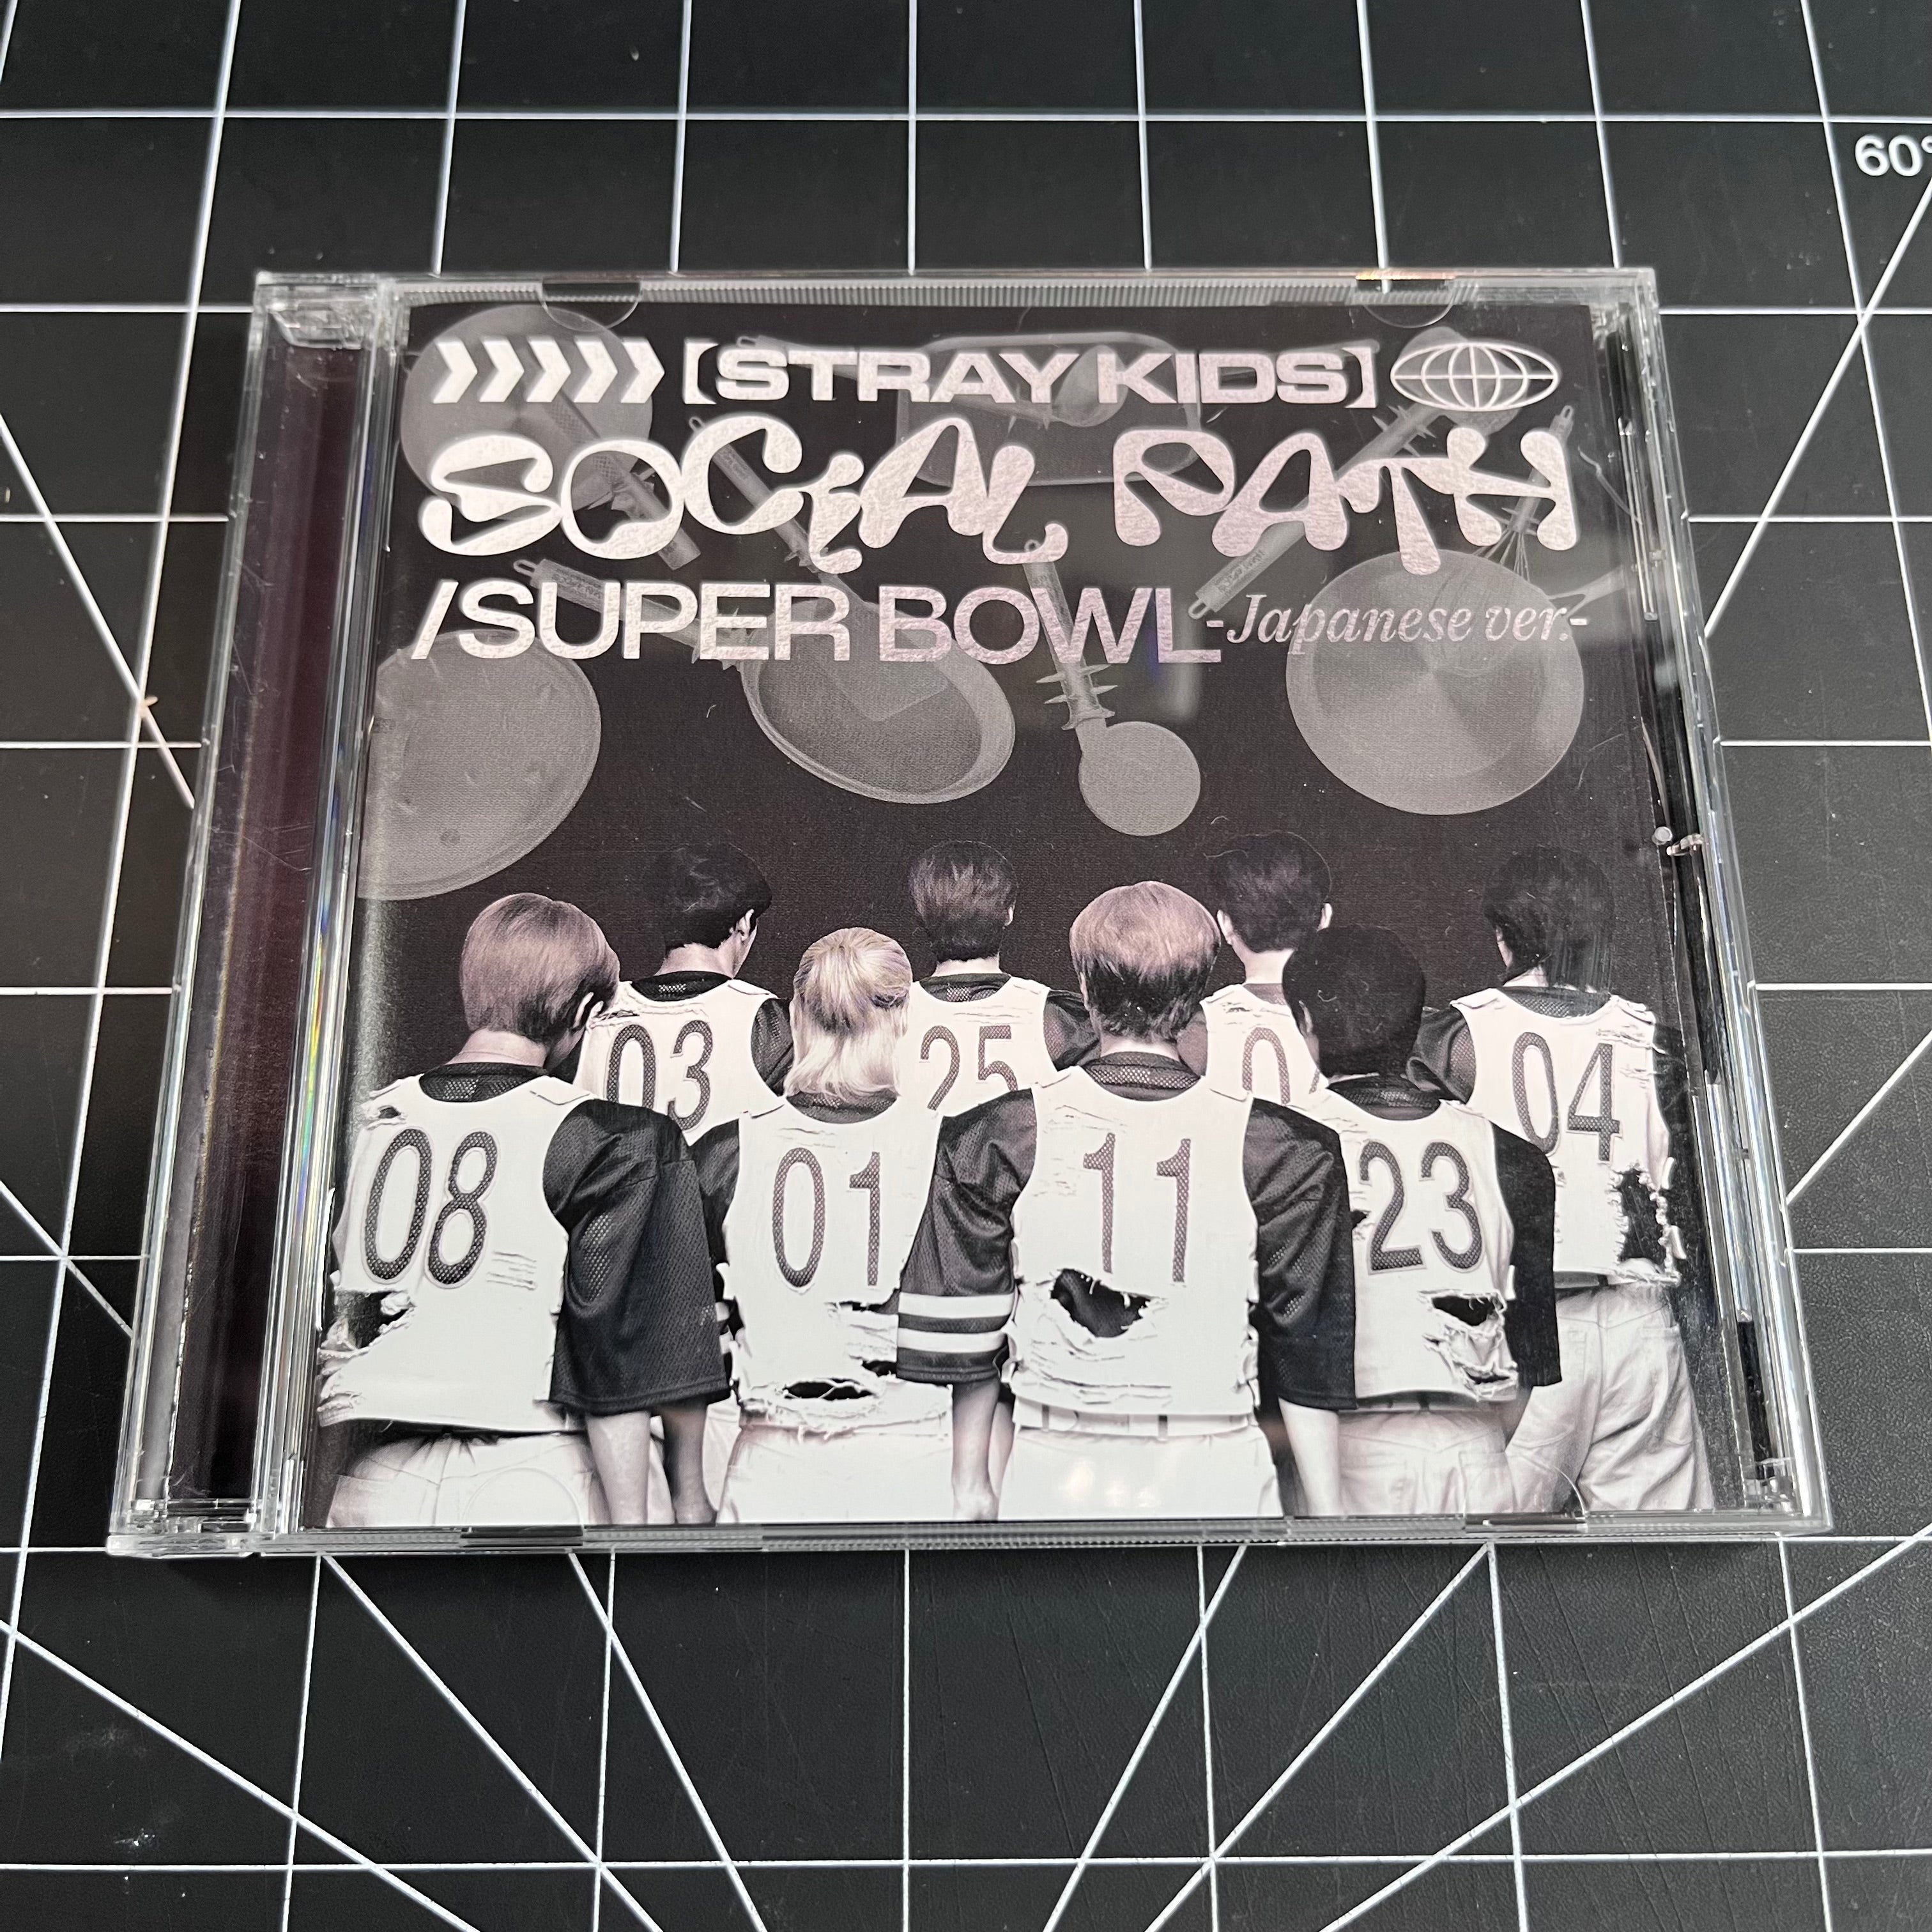 60°
[STRAY KIDS]
SOCiAL PATH
/SUPER BOWL -Japanese ver.-
03
25
04
08
01
11
23